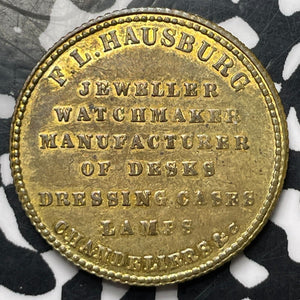 F.L. HAUSBURG
JEWELLER
WATCHMAKER
MANUFACTURER
OF DESKS
DRESSING CASES
LAMPS
CHANDELIERS &c